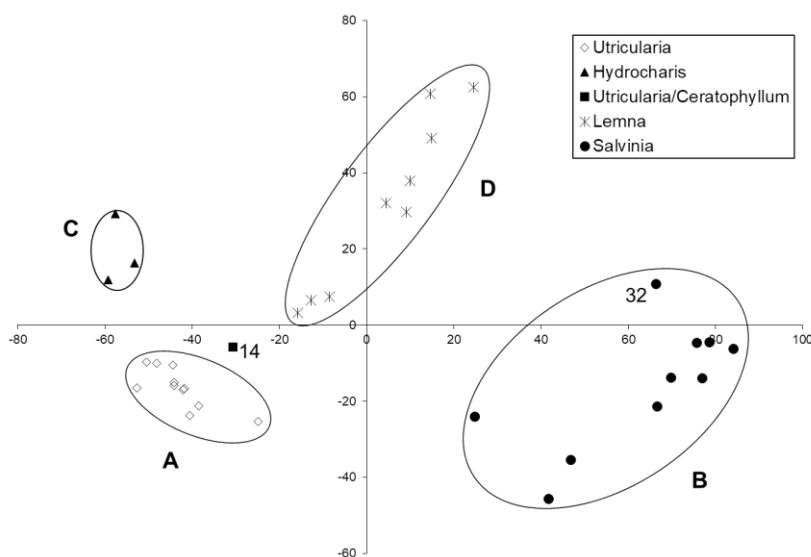 80
Utricularia
Hydrocharis
Utricularia/Ceratophyllum
Lemna
Salvinia
60
40
D
C
20
32
-80 -60 -40 -20 0 20 40 60 80 100
14
-20
A
B
-40
-60